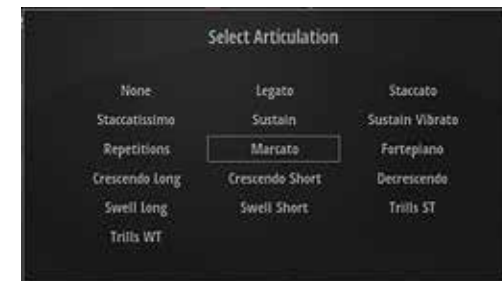 Select Articulation
None Legato Staccato
Staccatissimo Sustain Sustain Vibrato
Repetitions Marcato Fortepiano
Crescendo Long Crescendo Short Decrescendo
Swell Long Swell Short Trills ST
Trills WT